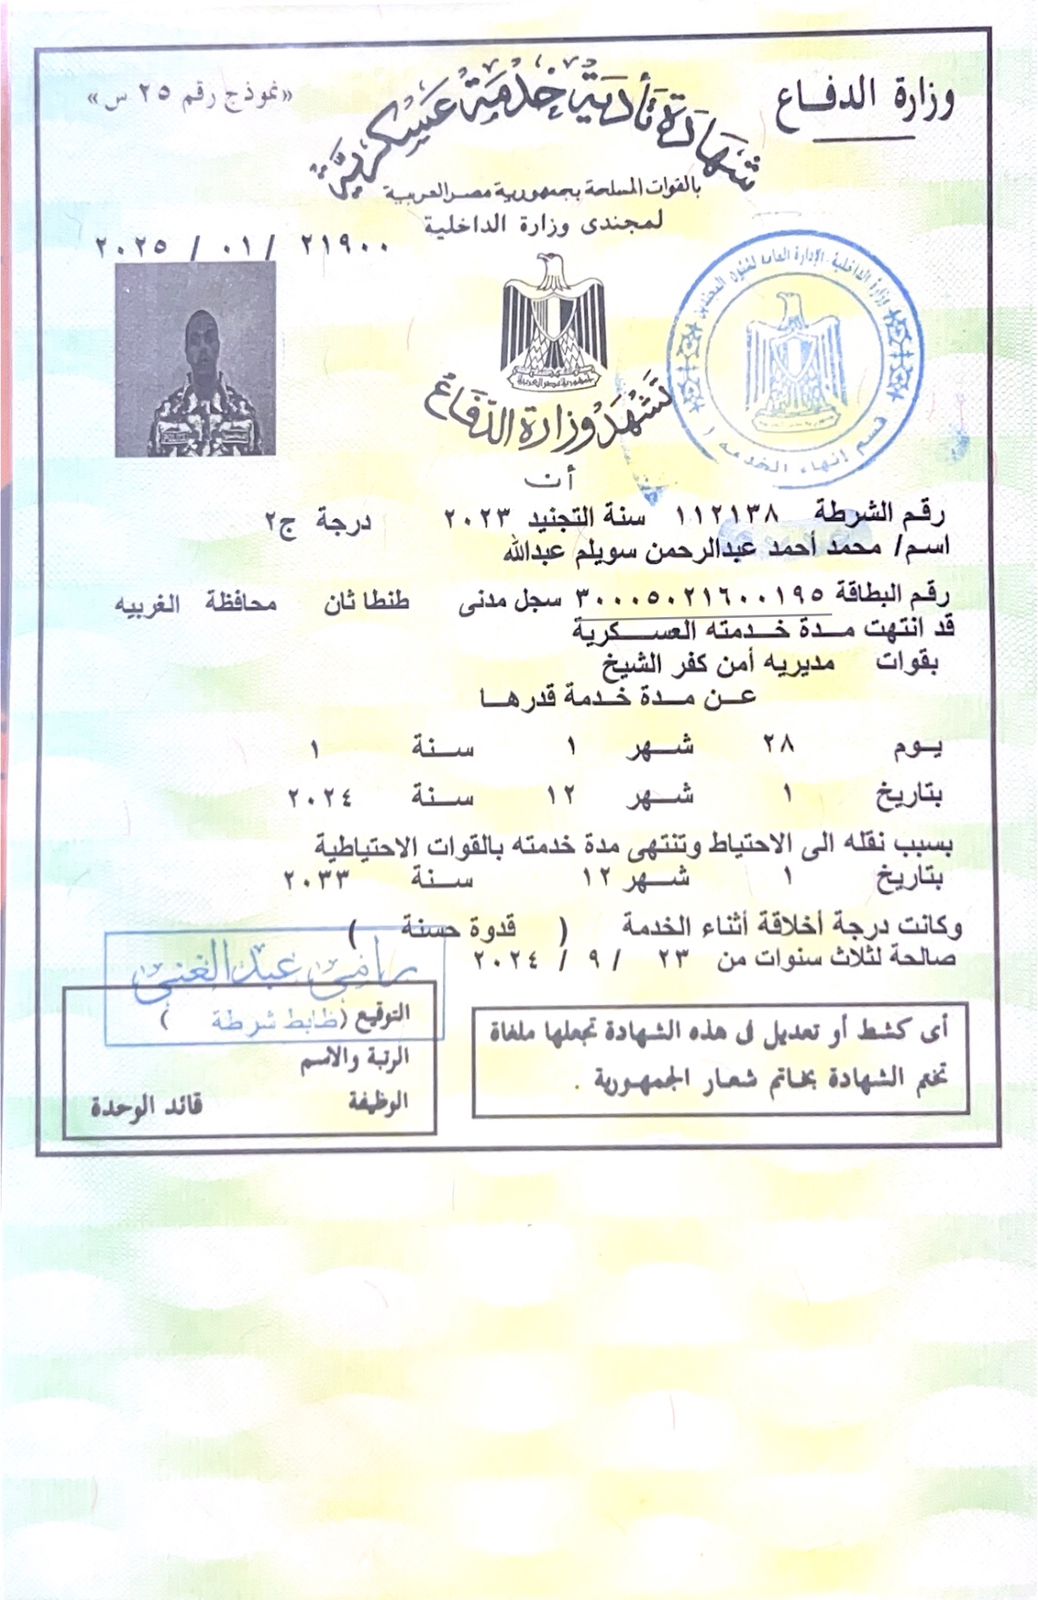 وزارة الدفاع
«نموذج رقم ٢٥ س»
شهادة تأدية خدمة عسكرية
بالقوات المسلحة بجمهورية مصر العربية
لمجندى وزارة الداخلية
٢١٩٠٠ / ٠١ / ٢٠٢٥
وزارة الداخلية - الإدارة العامة لشئون المجندين
قسم إنهاء الخدمه
جمهورية مصر العربية
تشهد وزارة الدفاع
أن
رقم الشرطة ١١٢١٣٨ سنة التجنيد ٢٠٢٣ درجة ج٢
اسم/ محمد أحمد عبدالرحمن سويلم عبدالله
رقم البطاقة ٣٠٠٠٥٠٢١٦٠٠١٩٥ سجل مدنى طنطا ثان محافظة الغربيه
قد انتهت مدة خدمته العسكرية
بقوات مديريه أمن كفر الشيخ
عن مدة خدمة قدرها
يوم ٢٨ شهر ١ سنة ١
بتاريخ ١ شهر ١٢ سنة ٢٠٢٤
بسبب نقله الى الاحتياط وتنتهى مدة خدمته بالقوات الاحتياطية
بتاريخ ١ شهر ١٢ سنة ٢٠٣٣
وكانت درجة أخلاقة أثناء الخدمة ( قدوة حسنة )
صالحة لثلاث سنوات من ٢٣ / ٩ / ٢٠٢٤
أى كشط أو تعديل فى هذه الشهادة تجعلها ملغاة
تختم الشهادة بخاتم شعار الجمهورية .
رامى عبد الغنى
التوقيع (ظابط شرطة )
الرتبة والاسم
الوظيفة قائد الوحدة